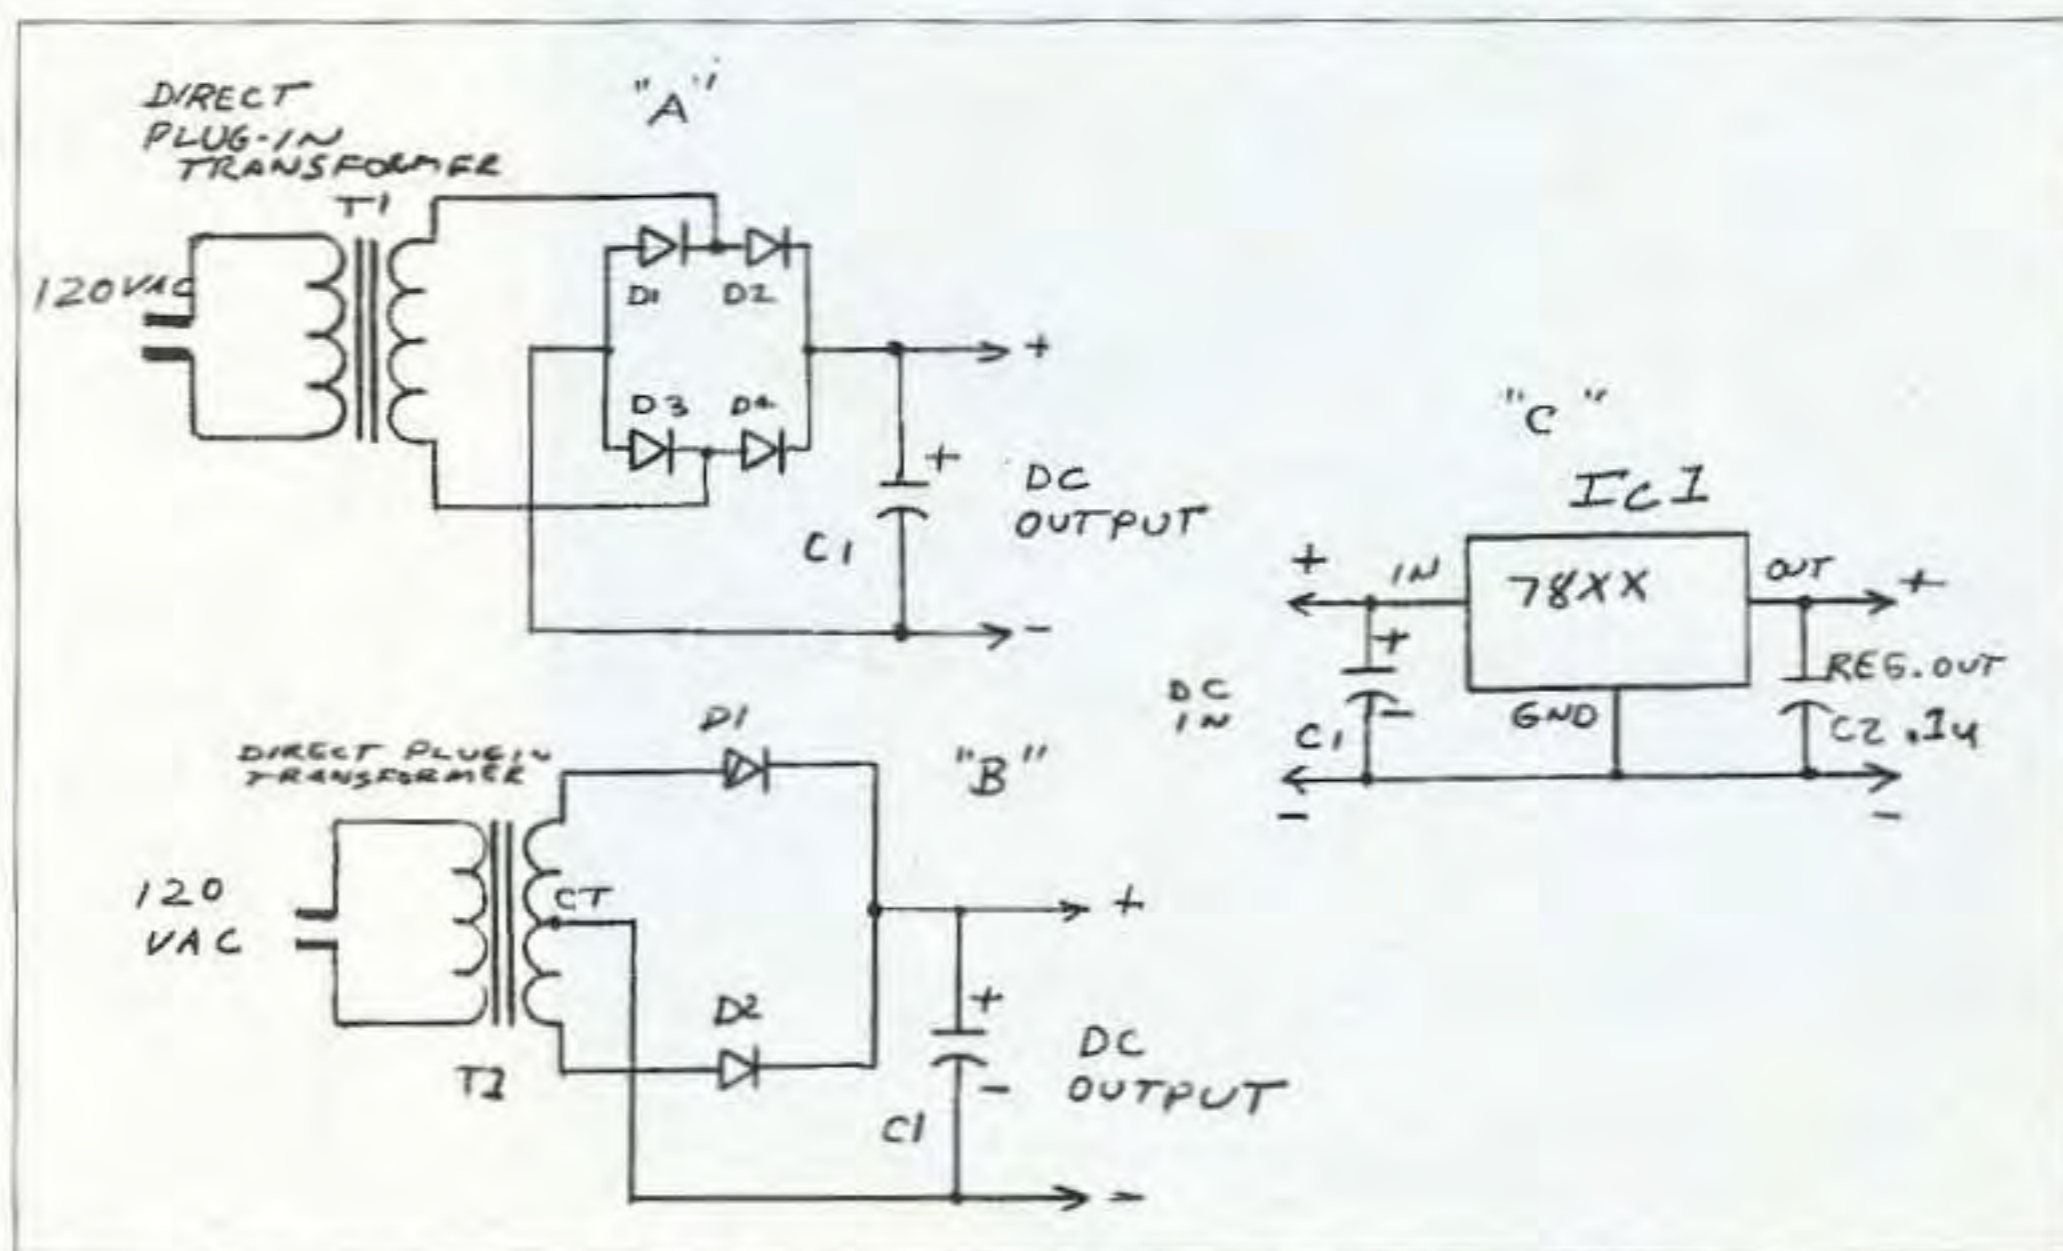 "A"
DIRECT
PLUG-IN
TRANSFORMER
T1
120VAC
D1 D2
+
D3 D4
+
DC
OUTPUT
C1
-
"C"
IC1
+ IN 78XX OUT +
+
DC
IN
REG. OUT
C1 - GND C2 .1u
- -
D1
DIRECT PLUGIN
TRANSFORMER
"B"
120
VAC
CT
+
D2
+
DC
OUTPUT
T1
-
C1
-